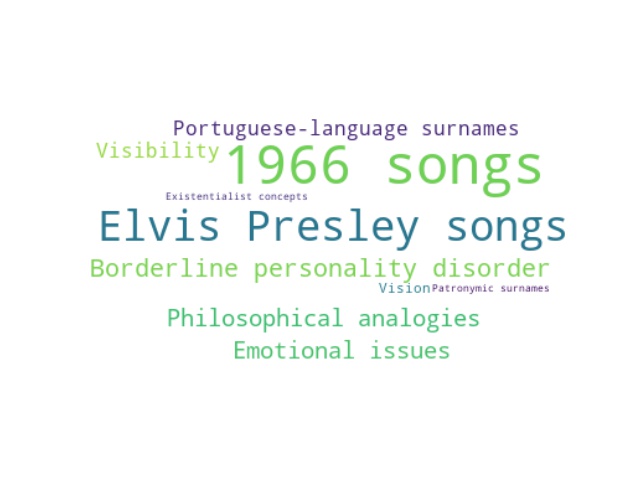 Portuguese-language surnames
Visibility
1966 songs
Existentialist concepts
Elvis Presley songs
Borderline personality disorder
Vision
Patronymic surnames
Philosophical analogies
Emotional issues